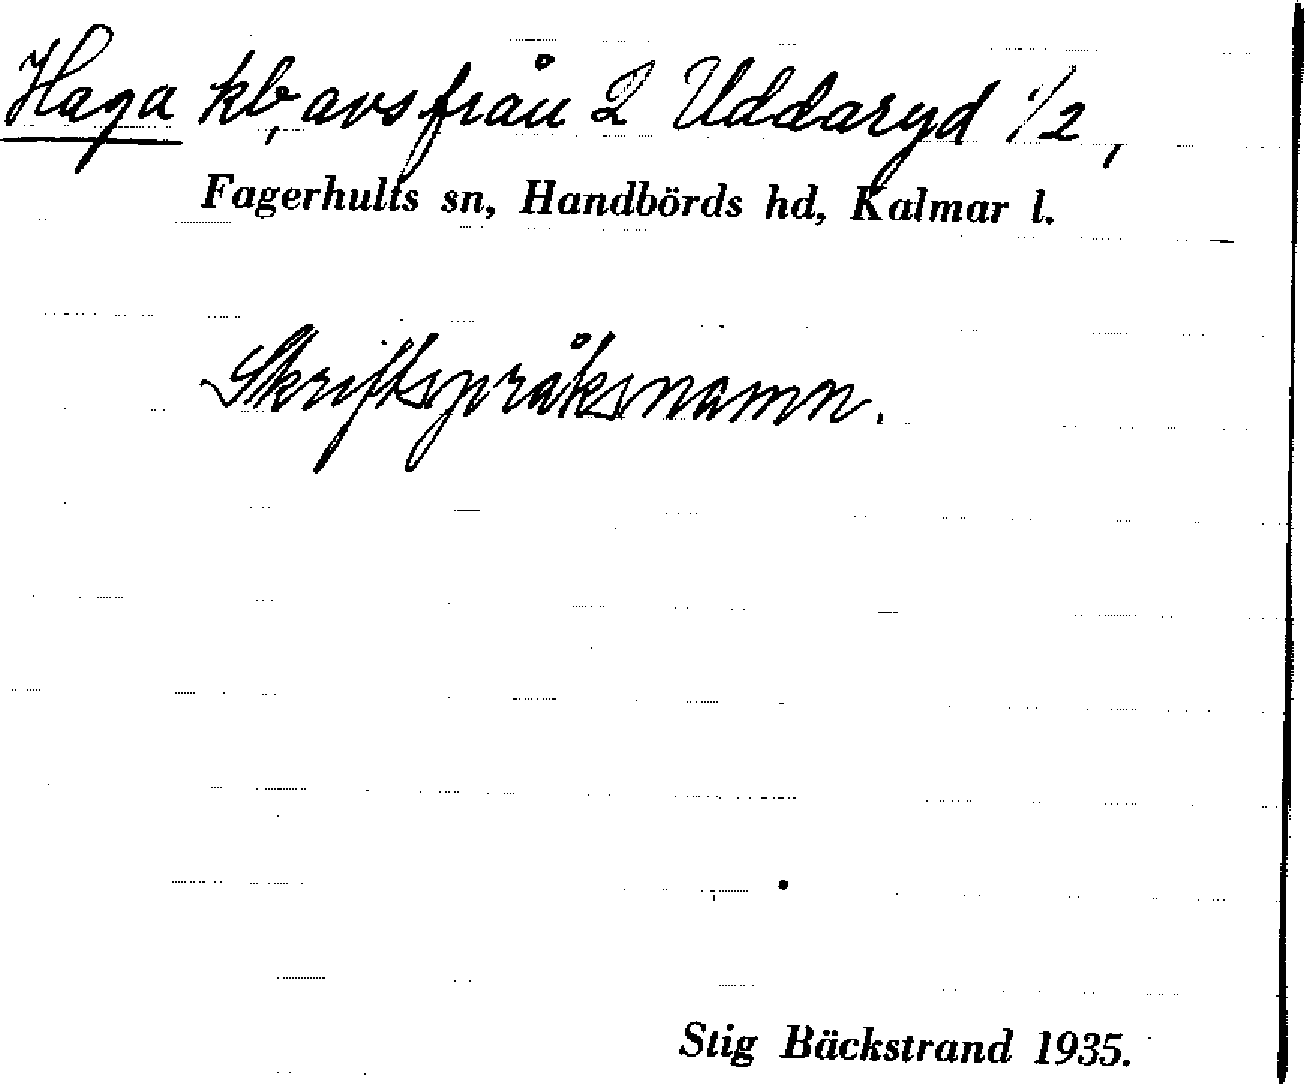 Haga kb, avs från 2 Uddaryd 1/2,
Fagerhults sn, Handbörds hd, Kalmar l.
Skriftspråksnamn.
Stig Bäckstrand 1935.